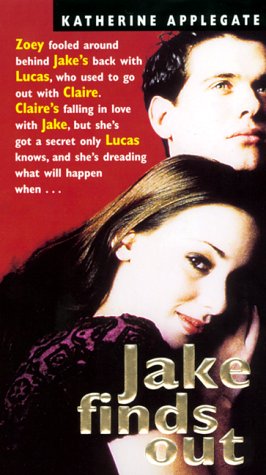 KATHERINE APPLEGATE
Zoey fooled around
behind Jake's back with
Lucas, who used to go
out with Claire.
Claire's falling in love
with Jake, but she's
got a secret only Lucas
knows, and she's dreading
what will happen
when . . .
Jake
finds
out